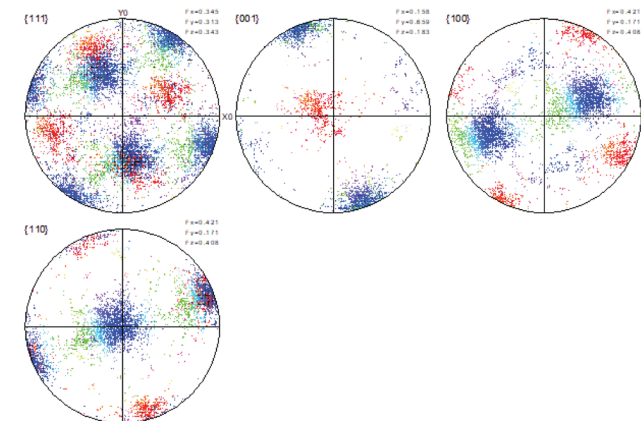 {111}
Y0
Fx=0.345
Fy=0.313
Fz=0.343
X0
{001}
Fx=0.158
Fy=0.659
Fz=0.183
{100}
Fx=0.421
Fy=0.171
Fz=0.408
{110}
Fx=0.421
Fy=0.171
Fz=0.408